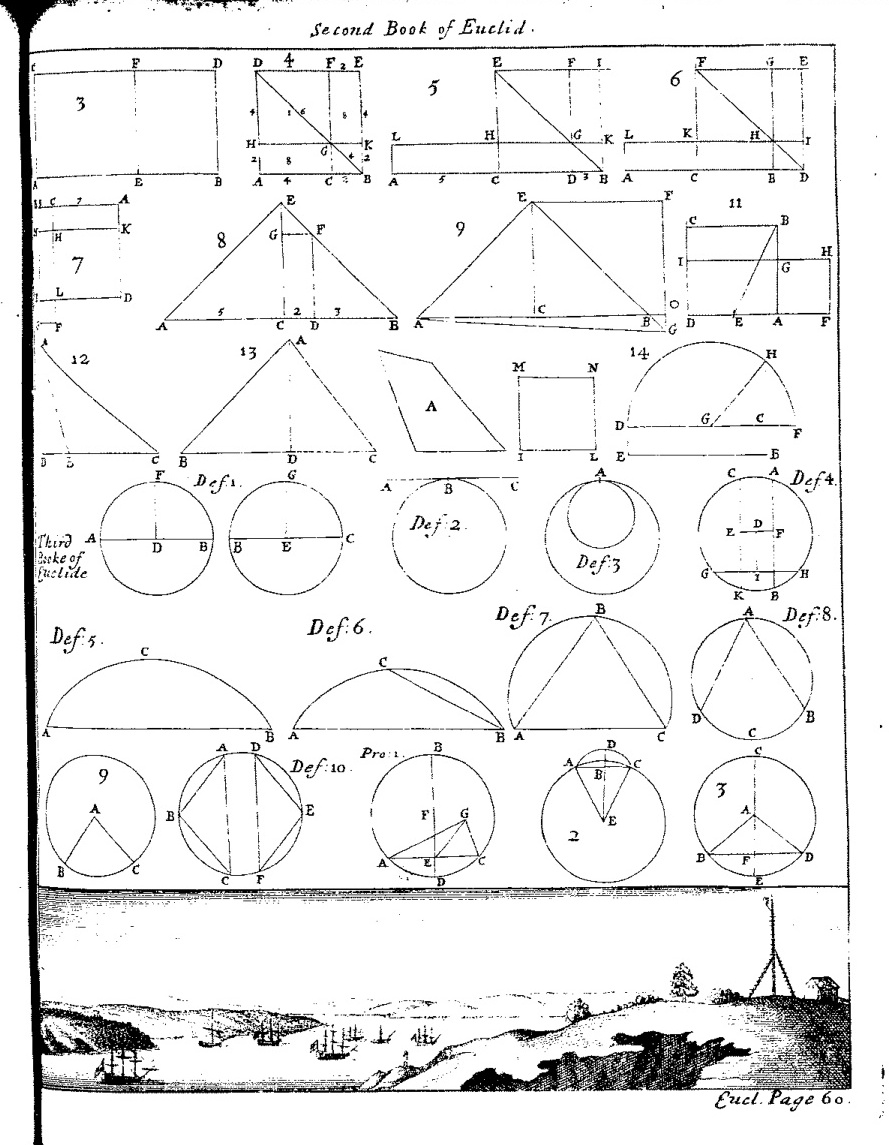 Second Book of Euclid.
F D
3
A E B
D 4 F 2 E
4 1 6 8 4
H G K
2 8 4 2
A 4 C 2 B
5
E F I
L H G K
A 5 C D 3 B
6
F G E
L K H I
A C B D
C 7 A
H K
7
L D
F
8
E
G F
5 2 3
A C D B
9
E F
C
A B G
11
C B
I G H
D E A F
A
12
C
13
A
B D C
A
M N
I L
14
H
D G C F
E B
Def:1.
F G
A D B B E C
Third
Booke of
Euclide
A B C
Def:2.
A
Def:3
Def 4.
C A
E D F
G I H
K B
Def:5.
C
A B
Def:6.
C
A B
Def:7.
B
A C
Def:8.
A
D B
C
9
A
B C
Def:10.
A D
B E
C F
Pro:1.
B
F G
A E C
D
D
A B C
E
2
3
C
A
B F D
E
Eucl. Page 60.